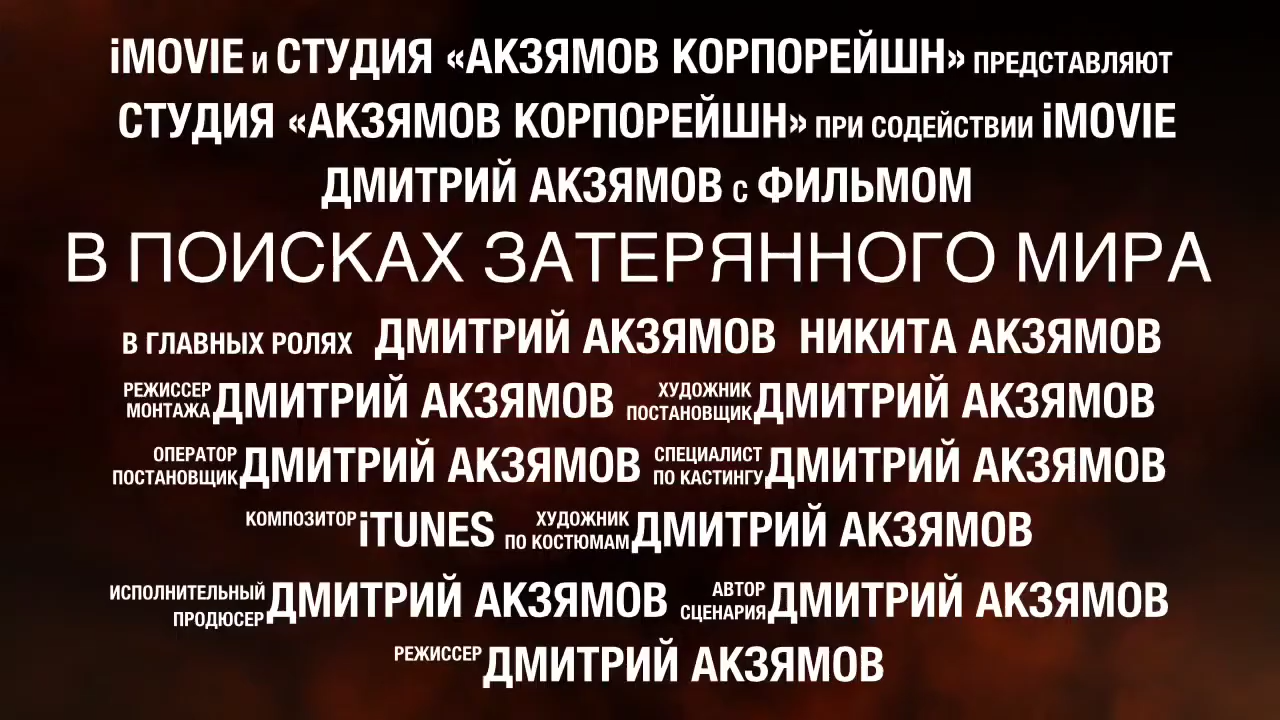 iMOVIE и СТУДИЯ «АКЗЯМОВ КОРПОРЕЙШН» ПРЕДСТАВЛЯЮТ
СТУДИЯ «АКЗЯМОВ КОРПОРЕЙШН» ПРИ СОДЕЙСТВИИ iMOVIE
ДМИТРИЙ АКЗЯМОВ с ФИЛЬМОМ
В ПОИСКАХ ЗАТЕРЯННОГО МИРА
В ГЛАВНЫХ РОЛЯХ ДМИТРИЙ АКЗЯМОВ НИКИТА АКЗЯМОВ
РЕЖИССЕР МОНТАЖА ДМИТРИЙ АКЗЯМОВ ХУДОЖНИК ПОСТАНОВЩИК ДМИТРИЙ АКЗЯМОВ
ОПЕРАТОР ПОСТАНОВЩИК ДМИТРИЙ АКЗЯМОВ СПЕЦИАЛИСТ ПО КАСТИНГУ ДМИТРИЙ АКЗЯМОВ
КОМПОЗИТОР iTUNES ХУДОЖНИК ПО КОСТЮМАМ ДМИТРИЙ АКЗЯМОВ
ИСПОЛНИТЕЛЬНЫЙ ПРОДЮСЕР ДМИТРИЙ АКЗЯМОВ АВТОР СЦЕНАРИЯ ДМИТРИЙ АКЗЯМОВ
РЕЖИССЕР ДМИТРИЙ АКЗЯМОВ